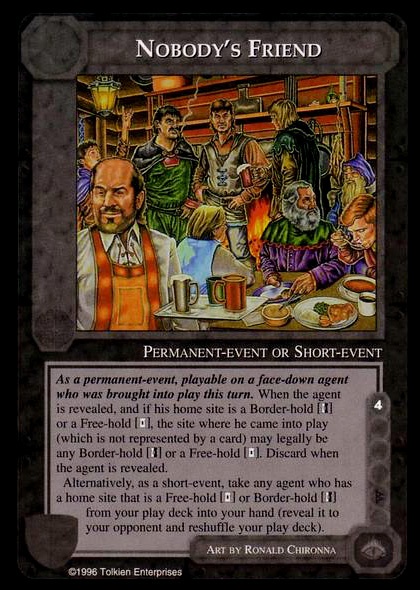 NOBODY'S FRIEND
PERMANENT-EVENT OR SHORT-EVENT
As a permanent-event, playable on a face-down agent
who was brought into play this turn. When the agent
is revealed, and if his home site is a Border-hold []
or a Free-hold [], the site where he came into play
(which is not represented by a card) may legally be
any Border-hold [] or a Free-hold []. Discard when
the agent is revealed.
Alternatively, as a short-event, take any agent who has
a home site that is a Free-hold [] or Border-hold []
from your play deck into your hand (reveal it to
your opponent and reshuffle your play deck).
4
ART BY RONALD CHIRONNA
©1996 Tolkien Enterprises